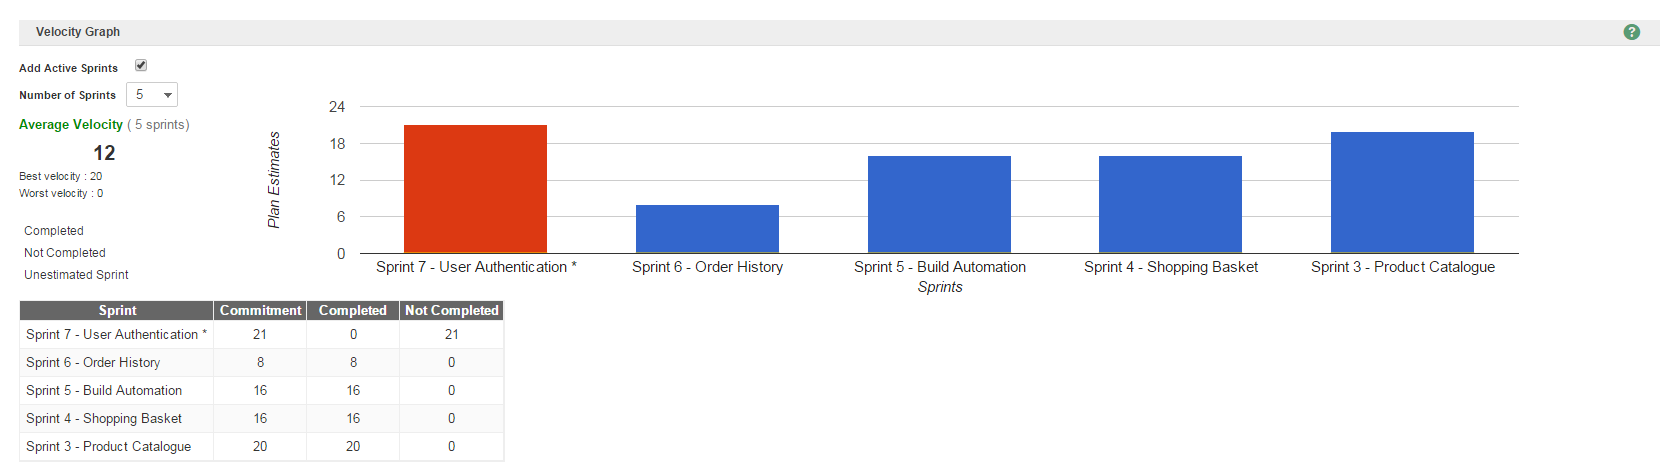 Velocity Graph
?
Add Active Sprints
Number of Sprints 5
Average Velocity ( 5 sprints)
12
Best velocity : 20
Worst velocity : 0
Completed
Not Completed
Unestimated Sprint
Plan Estimates
24
18
12
6
0
Sprint 7 - User Authentication * Sprint 6 - Order History Sprint 5 - Build Automation Sprint 4 - Shopping Basket Sprint 3 - Product Catalogue
Sprints
Sprint Commitment Completed Not Completed
Sprint 7 - User Authentication * 21 0 21
Sprint 6 - Order History 8 8 0
Sprint 5 - Build Automation 16 16 0
Sprint 4 - Shopping Basket 16 16 0
Sprint 3 - Product Catalogue 20 20 0